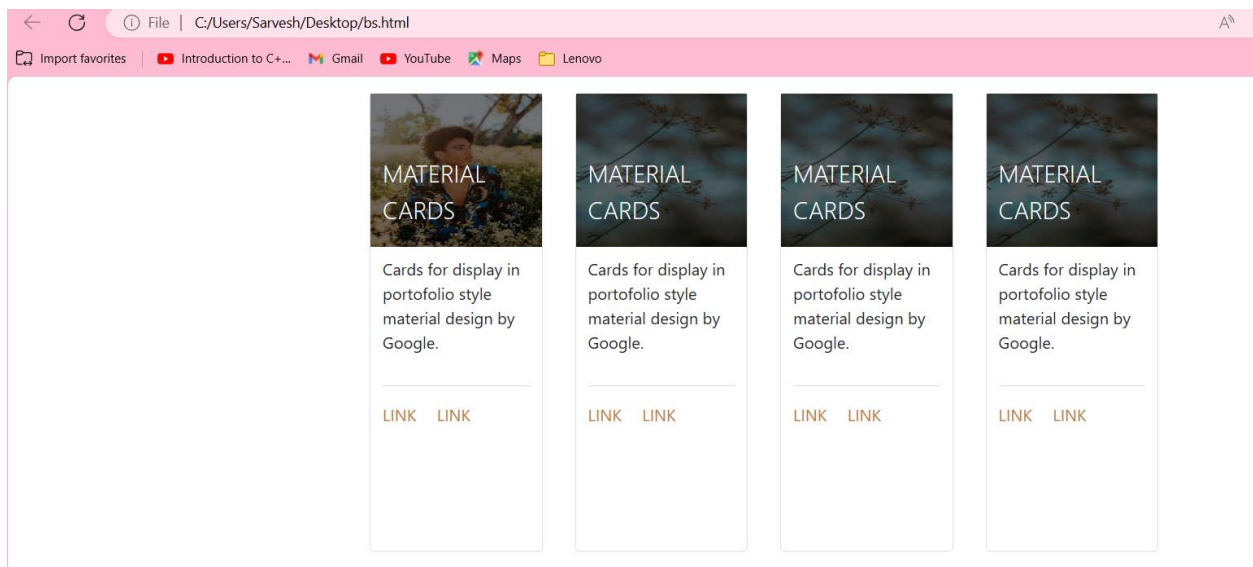 File | C:/Users/Sarvesh/Desktop/bs.html A
Import favorites Introduction to C+... Gmail YouTube Maps Lenovo
MATERIAL
CARDS
Cards for display in
portofolio style
material design by
Google.
LINK LINK
MATERIAL
CARDS
Cards for display in
portofolio style
material design by
Google.
LINK LINK
MATERIAL
CARDS
Cards for display in
portofolio style
material design by
Google.
LINK LINK
MATERIAL
CARDS
Cards for display in
portofolio style
material design by
Google.
LINK LINK